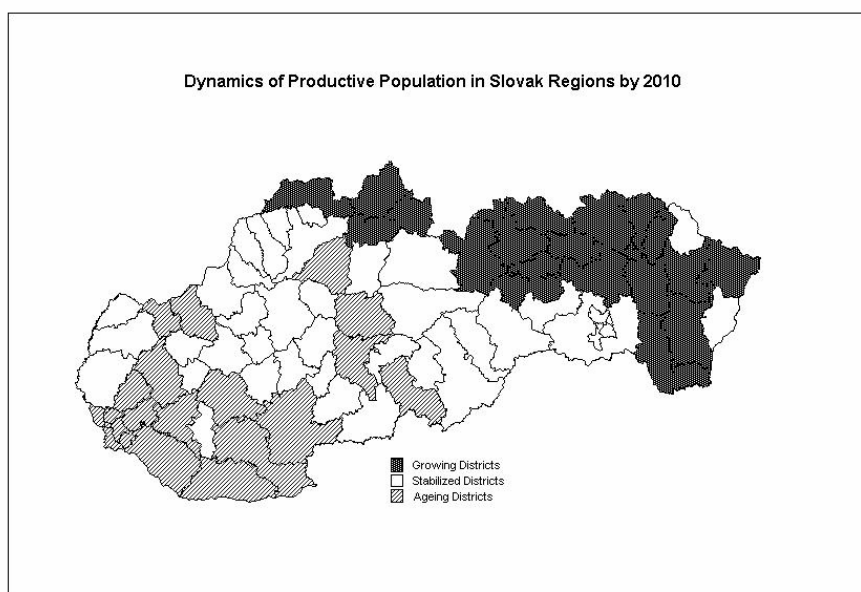 Dynamics of Productive Population in Slovak Regions by 2010
Growing Districts
Stabilized Districts
Ageing Districts